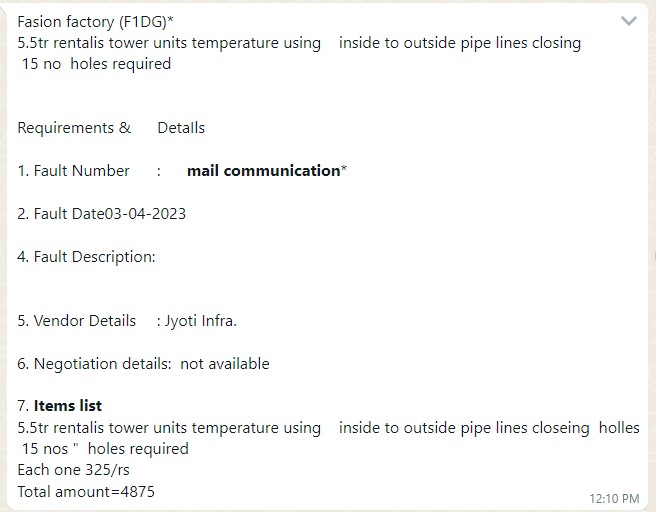 Fasion factory (F1DG)*
5.5tr rentalis tower units temperature using inside to outside pipe lines closing
15 no holes required
Requirements & Detalls
1. Fault Number : mail communication*
2. Fault Date03-04-2023
4. Fault Description:
5. Vendor Details : Jyoti Infra.
6. Negotiation details: not available
7. Items list
5.5tr rentalis tower units temperature using inside to outside pipe lines closeing holles
15 nos " holes required
Each one 325/rs
Total amount=4875
12:10 PM